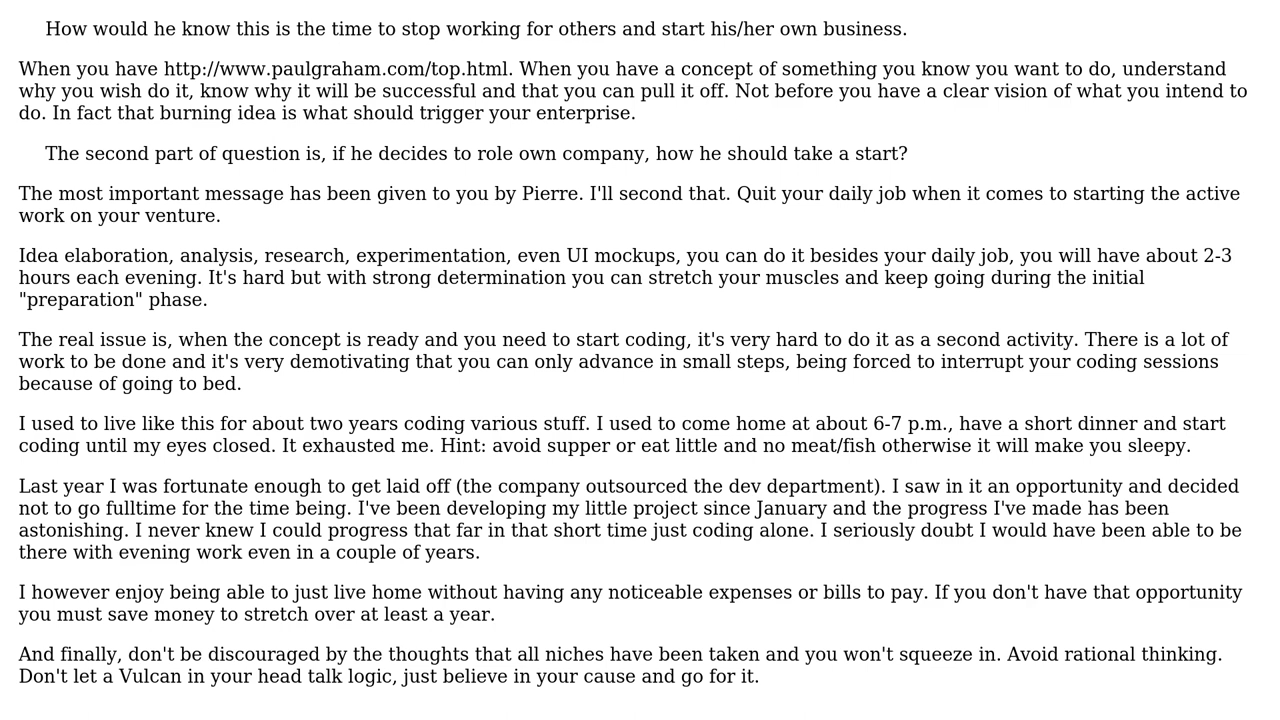 How would he know this is the time to stop working for others and start his/her own business.
When you have http://www.paulgraham.com/top.html. When you have a concept of something you know you want to do, understand
why you wish do it, know why it will be successful and that you can pull it off. Not before you have a clear vision of what you intend to
do. In fact that burning idea is what should trigger your enterprise.
The second part of question is, if he decides to role own company, how he should take a start?
The most important message has been given to you by Pierre. I'll second that. Quit your daily job when it comes to starting the active
work on your venture.
Idea elaboration, analysis, research, experimentation, even UI mockups, you can do it besides your daily job, you will have about 2-3
hours each evening. It's hard but with strong determination you can stretch your muscles and keep going during the initial
"preparation" phase.
The real issue is, when the concept is ready and you need to start coding, it's very hard to do it as a second activity. There is a lot of
work to be done and it's very demotivating that you can only advance in small steps, being forced to interrupt your coding sessions
because of going to bed.
I used to live like this for about two years coding various stuff. I used to come home at about 6-7 p.m., have a short dinner and start
coding until my eyes closed. It exhausted me. Hint: avoid supper or eat little and no meat/fish otherwise it will make you sleepy.
Last year I was fortunate enough to get laid off (the company outsourced the dev department). I saw in it an opportunity and decided
not to go fulltime for the time being. I've been developing my little project since January and the progress I've made has been
astonishing. I never knew I could progress that far in that short time just coding alone. I seriously doubt I would have been able to be
there with evening work even in a couple of years.
I however enjoy being able to just live home without having any noticeable expenses or bills to pay. If you don't have that opportunity
you must save money to stretch over at least a year.
And finally, don't be discouraged by the thoughts that all niches have been taken and you won't squeeze in. Avoid rational thinking.
Don't let a Vulcan in your head talk logic, just believe in your cause and go for it.